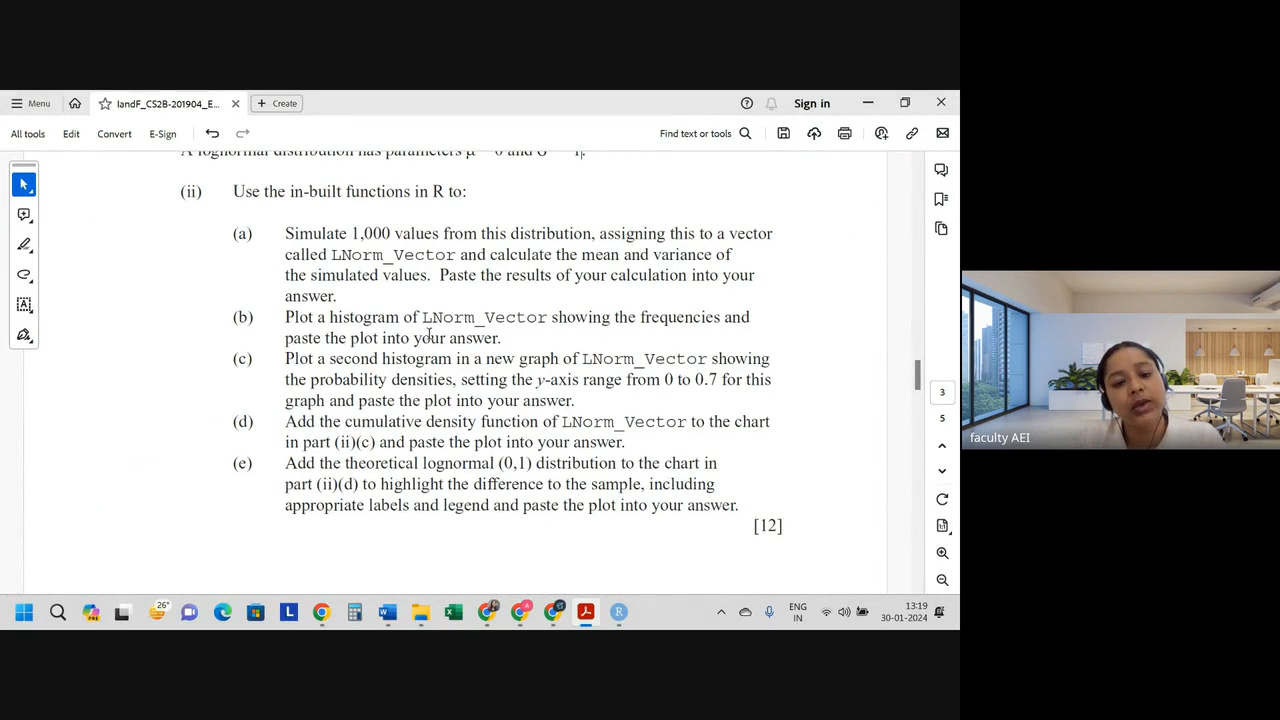 Menu
IandF_CS2B-201904_E...
Create
Sign in
All tools
Edit
Convert
E-Sign
Find text or tools
A lognormal distribution has parameters μ 0 and
(ii) Use the in-built functions in R to:
(a) Simulate 1,000 values from this distribution, assigning this to a vector
called LNorm_Vector and calculate the mean and variance of
the simulated values. Paste the results of your calculation into your
answer.
(b) Plot a histogram of LNorm_Vector showing the frequencies and
paste the plot into your answer.
(c) Plot a second histogram in a new graph of LNorm_Vector showing
the probability densities, setting the y-axis range from 0 to 0.7 for this
graph and paste the plot into your answer.
(d) Add the cumulative density function of LNorm_Vector to the chart
in part (ii)(c) and paste the plot into your answer.
(e) Add the theoretical lognormal (0,1) distribution to the chart in
part (ii)(d) to highlight the difference to the sample, including
appropriate labels and legend and paste the plot into your answer.
[12]
3
5
faculty AEI
26°
PRE
L
ENG
IN
13:19
30-01-2024